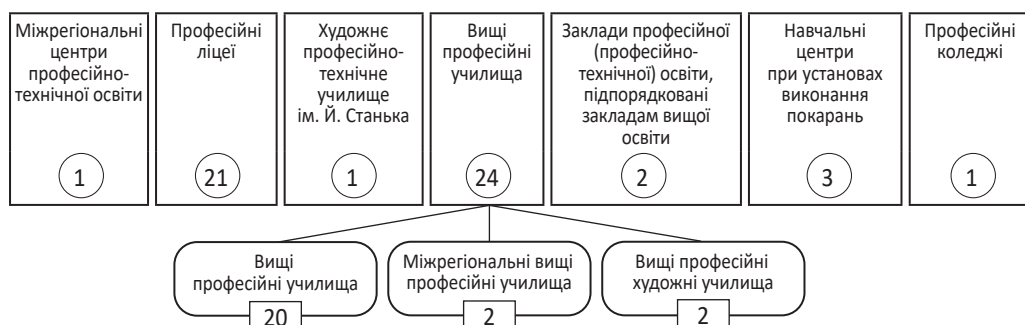 Міжрегіональні
центри
професійно-
технічної освіти
1
Професійні
ліцеї
21
Художнє
професійно-
технічне
училище
ім. Й. Станька
1
Вищі
професійні
училища
24
Заклади професійної
(професійно-
технічної) освіти,
підпорядковані
закладам вищої
освіти
2
Навчальні
центри
при установах
виконання
покарань
3
Професійні
коледжі
1
Вищі
професійні училища
20
Міжрегіональні вищі
професійні училища
2
Вищі професійні
художні училища
2